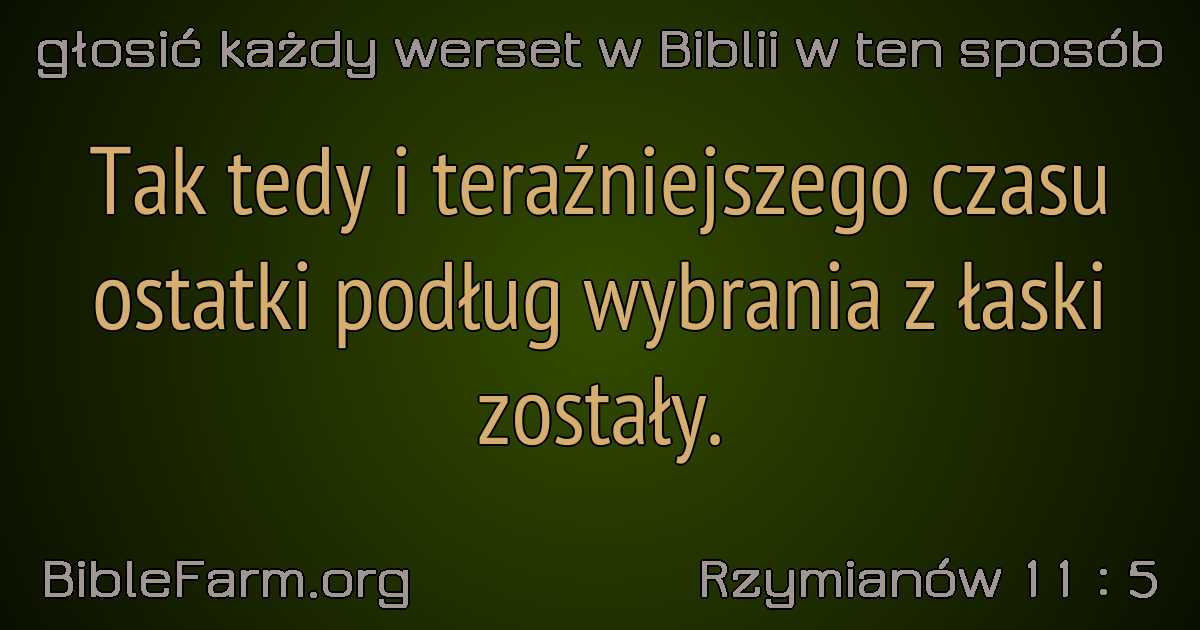 głosić każdy werset w Biblii w ten sposób
Tak tedy i teraźniejszego czasu
ostatki podług wybrania z łaski
zostały.
BibleFarm.org
Rzymianów 11 : 5